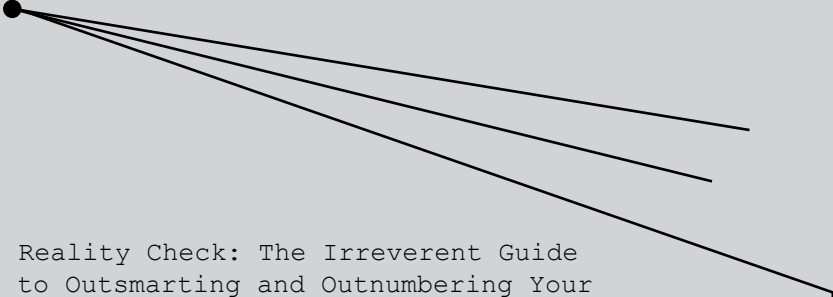 Reality Check: The Irreverent Guide
to Outsmarting and Outnumbering Your